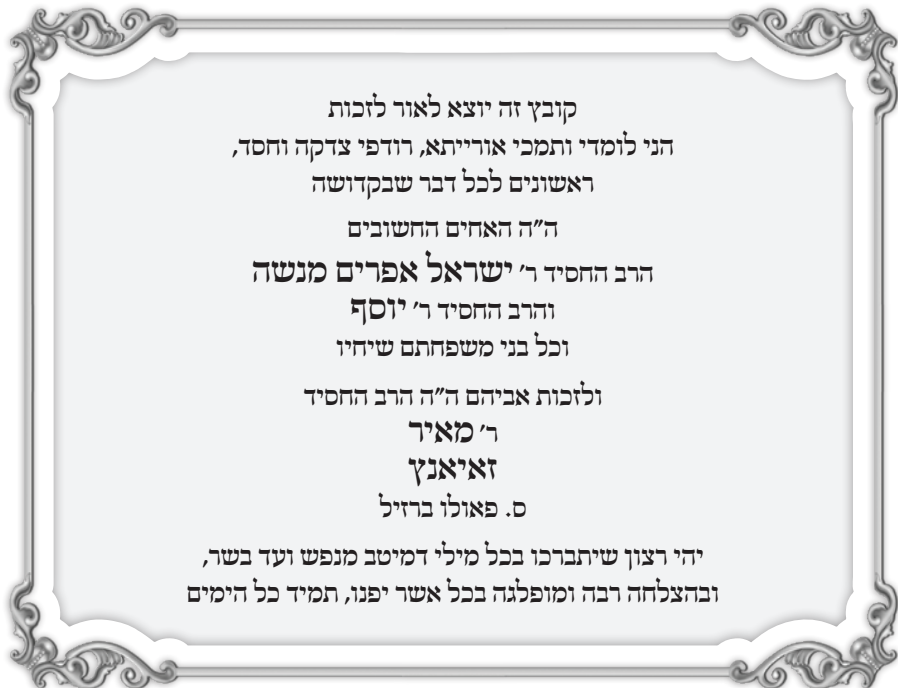 קובץ זה יוצא לאור לזכות
הני לומדי ותמכי אורייתא, רודפי צדקה וחסד,
ראשונים לכל דבר שבקדושה
ה״ה האחים החשובים
הרב החסיד ר׳ ישראל אפרים מנשה
והרב החסיד ר׳ יוסף
וכל בני משפחתם שיחיו
ולזכות אביהם ה״ה הרב החסיד
ר׳ מאיר
זאיאנץ
ס. פאולו ברזיל
יהי רצון שיתברכו בכל מילי דמיטב מנפש ועד בשר,
ובהצלחה רבה ומופלגה בכל אשר יפנו, תמיד כל הימים